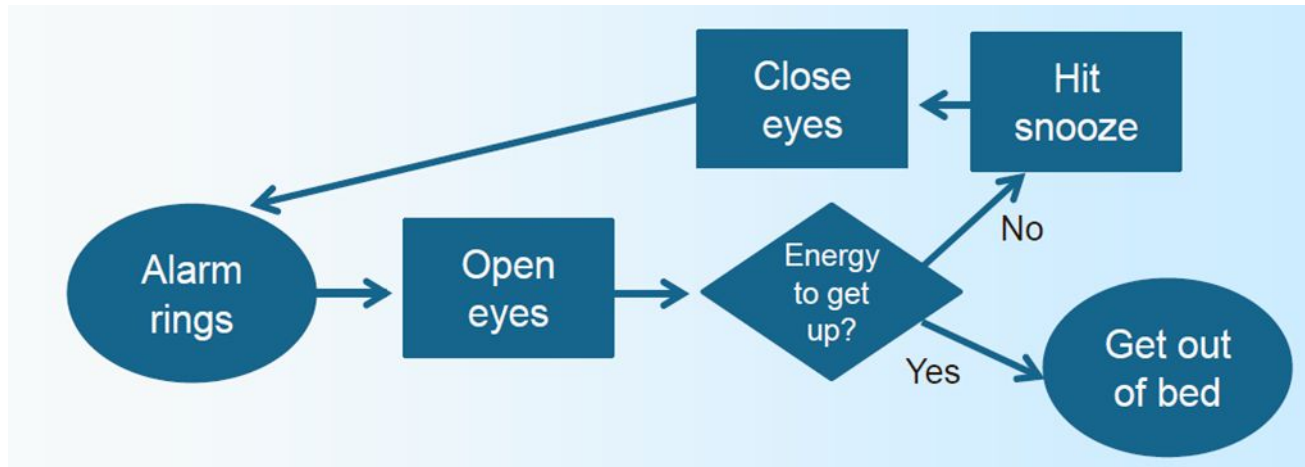 Alarm
rings
Open
eyes
Energy
to get
up?
No
Hit
snooze
Close
eyes
Yes
Get out
of bed